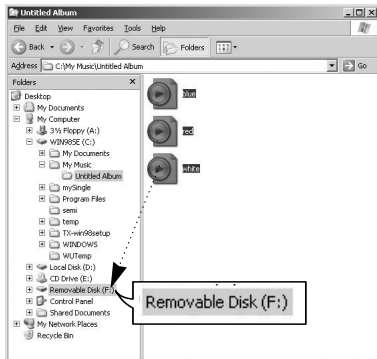 Untitled Album
File Edit View Favorites Tools Help
Back Search Folders
Address C:\My Music\Untitled Album
Folders
Desktop
My Documents
My Computer
3½ Floppy (A:)
WIN98SE (C:)
My Documents
My Music
Untitled Album
mySingle
Program Files
semi
temp
TX-win98setup
WINDOWS
WUTemp
Local Disk (D:)
CD Drive (E:)
Removable Disk (F:)
Control Panel
Shared Documents
My Network Places
Recycle Bin
blue
red
white
Removable Disk (F:)